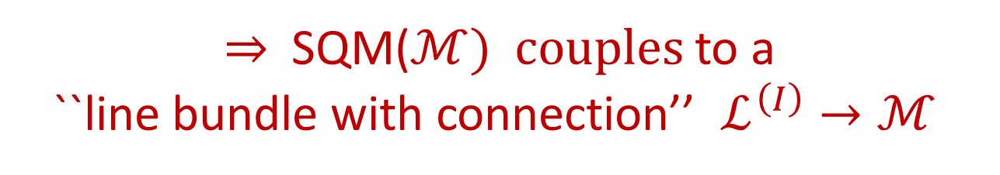 ⇒ SQM(ℳ) couples to a
``line bundle with connection’’ ℒ⁽ᴵ⁾ → ℳ